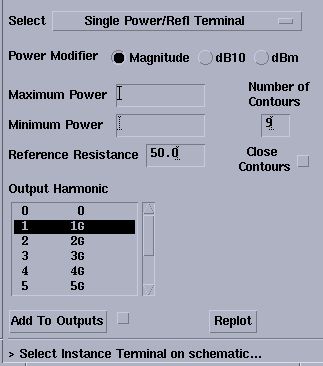 Select Single Power/Refl Terminal
Power Modifier Magnitude dB10 dBm
Maximum Power
Number of
Contours
Minimum Power
9
Reference Resistance 50.0
Close
Contours
Output Harmonic
0 0
1 1G
2 2G
3 3G
4 4G
5 5G
Add To Outputs
Replot
> Select Instance Terminal on schematic...